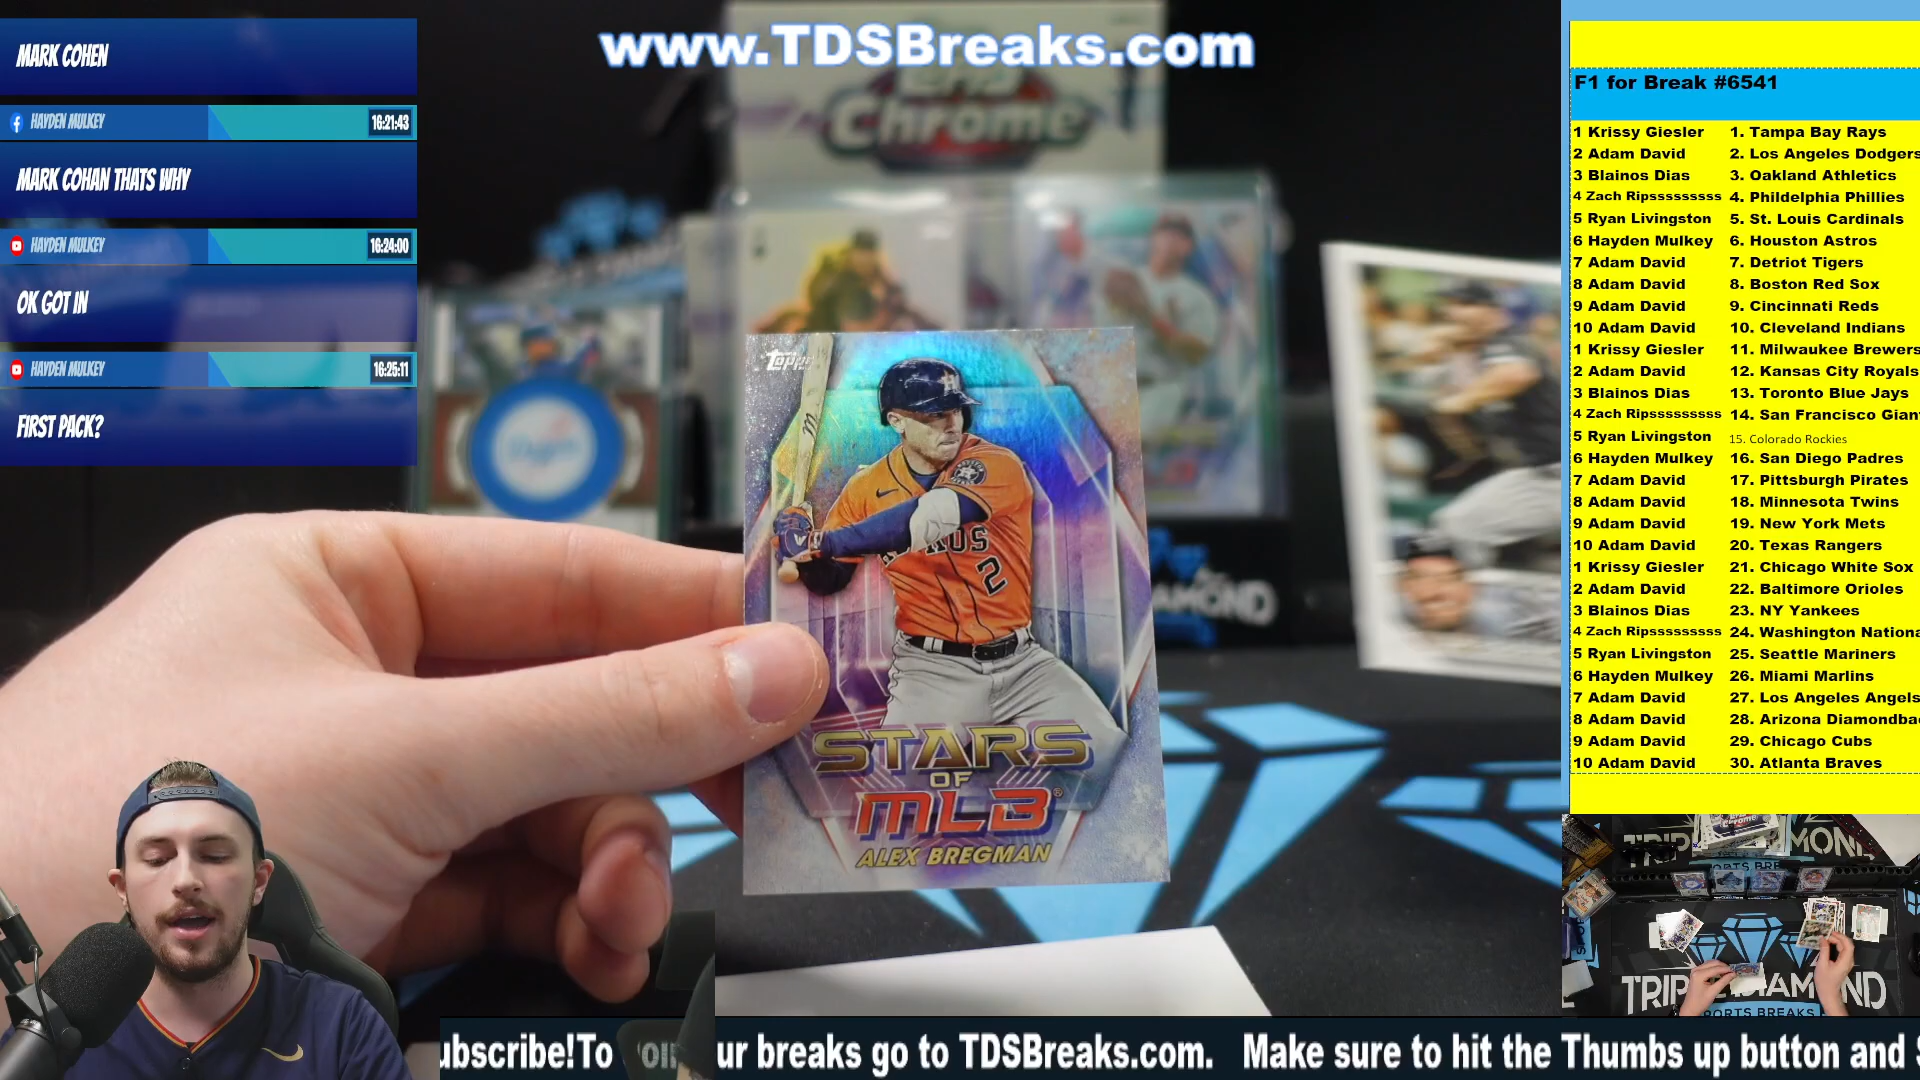 www.TDSBreaks.com
MARK COHEN
HAYDEN MULKEY 16:21:43
MARK COHAN THATS WHY
HAYDEN MULKEY 16:24:00
OK GOT IN
HAYDEN MULKEY 16:25:11
FIRST PACK?
Chrome
Topps
ASTROS
2
STARS
OF
MLB
ALEX BREGMAN
F1 for Break #6541
1 Krissy Giesler 1. Tampa Bay Rays
2 Adam David 2. Los Angeles Dodgers
3 Blainos Dias 3. Oakland Athletics
4 Zach Ripsssssssss 4. Phildelphia Phillies
5 Ryan Livingston 5. St. Louis Cardinals
6 Hayden Mulkey 6. Houston Astros
7 Adam David 7. Detriot Tigers
8 Adam David 8. Boston Red Sox
9 Adam David 9. Cincinnati Reds
10 Adam David 10. Cleveland Indians
1 Krissy Giesler 11. Milwaukee Brewers
2 Adam David 12. Kansas City Royals
3 Blainos Dias 13. Toronto Blue Jays
4 Zach Ripsssssssss 14. San Francisco Gian
5 Ryan Livingston 15. Colorado Rockies
6 Hayden Mulkey 16. San Diego Padres
7 Adam David 17. Pittsburgh Pirates
8 Adam David 18. Minnesota Twins
9 Adam David 19. New York Mets
10 Adam David 20. Texas Rangers
1 Krissy Giesler 21. Chicago White Sox
2 Adam David 22. Baltimore Orioles
3 Blainos Dias 23. NY Yankees
4 Zach Ripsssssssss 24. Washington Nationa
5 Ryan Livingston 25. Seattle Mariners
6 Hayden Mulkey 26. Miami Marlins
7 Adam David 27. Los Angeles Angels
8 Adam David 28. Arizona Diamondba
9 Adam David 29. Chicago Cubs
10 Adam David 30. Atlanta Braves
TRIPLE DIAMOND
SPORTS BREAKS
ubscribe!To join ur breaks go to TDSBreaks.com. Make sure to hit the Thumbs up button and S